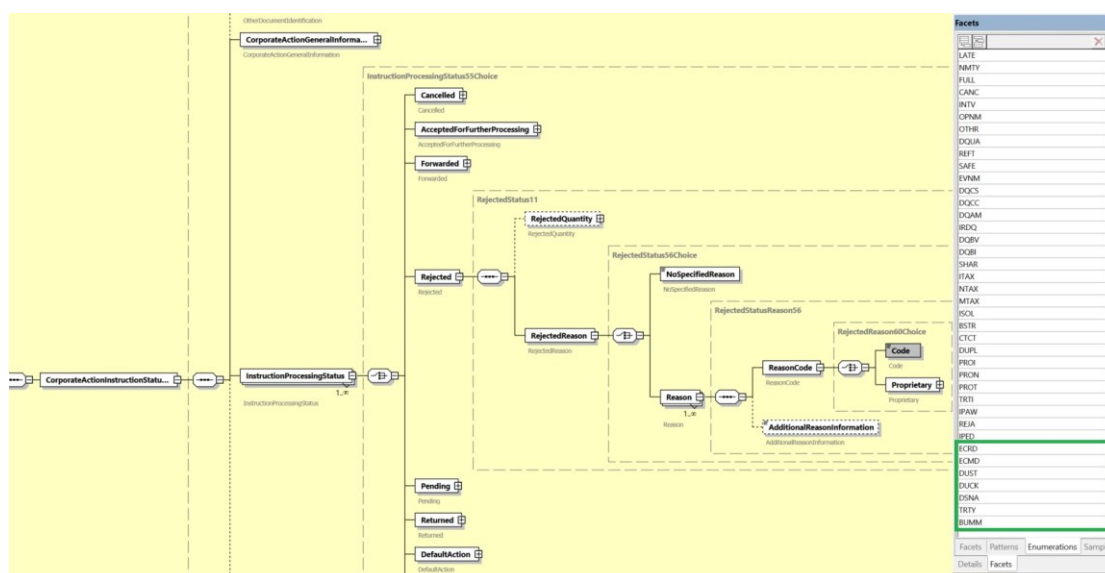 OtherDocumentIdentification
CorporateActionGeneralInforma...
CorporateActionGeneralInformation
InstructionProcessingStatus55Choice
Cancelled
Cancelled
AcceptedForFurtherProcessing
AcceptedForFurtherProcessing
Forwarded
Forwarded
RejectedStatus11
RejectedQuantity
RejectedQuantity
RejectedStatus56Choice
NoSpecifiedReason
NoSpecifiedReason
RejectedStatusReason56
RejectedReason60Choice
Rejected
Rejected
RejectedReason
RejectedReason
Code
Code
ReasonCode
ReasonCode
Proprietary
Proprietary
Reason
1..∞
Reason
AdditionalReasonInformation
AdditionalReasonInformation
CorporateActionInstructionStatu...
InstructionProcessingStatus
1..∞
InstructionProcessingStatus
Pending
Pending
Returned
Returned
DefaultAction
DefaultAction
Facets
LATE
NMTY
FULL
CANC
INTV
OPNM
OTHR
DQUA
REFT
SAFE
EVNM
DQCS
DQCC
DQAM
IRDQ
DQBV
DQBI
SHAR
ITAX
NTAX
MTAX
ISOL
BSTR
CTCT
DUPL
PROI
PRON
PROT
TRTI
IPAW
REJA
IPED
ECRD
ECMD
DUST
DUCK
DSNA
TRTY
BUMM
Facets Patterns Enumerations Samp
Details Facets